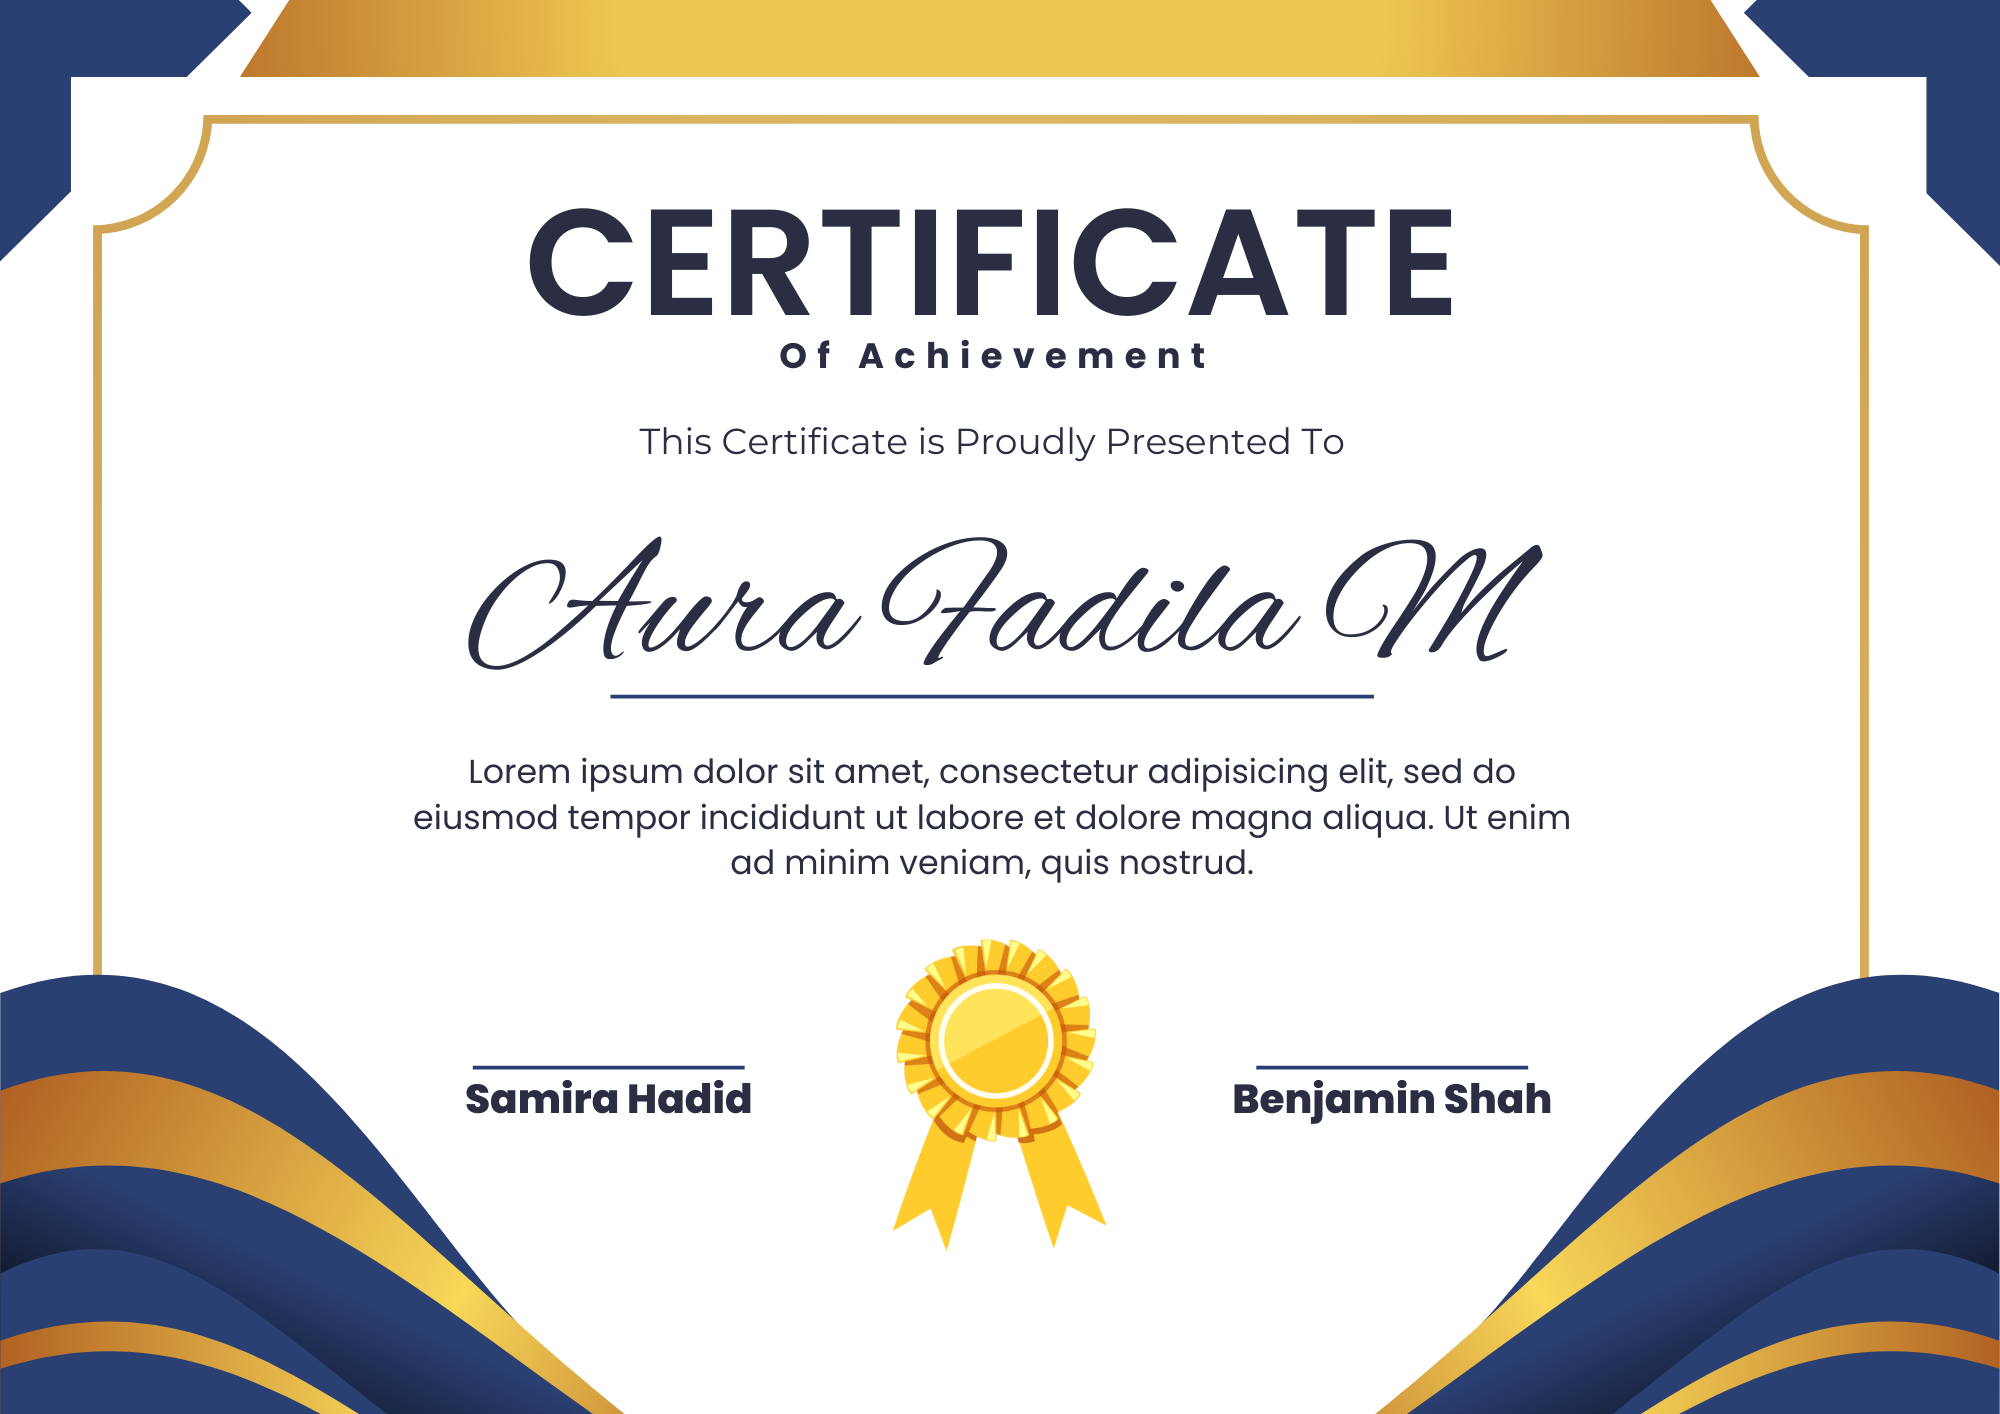 CERTIFICATE
Of Achievement
This Certificate is Proudly Presented To
Aura Fadila M
Lorem ipsum dolor sit amet, consectetur adipisicing elit, sed do
eiusmod tempor incididunt ut labore et dolore magna aliqua. Ut enim
ad minim veniam, quis nostrud.
Samira Hadid
Benjamin Shah